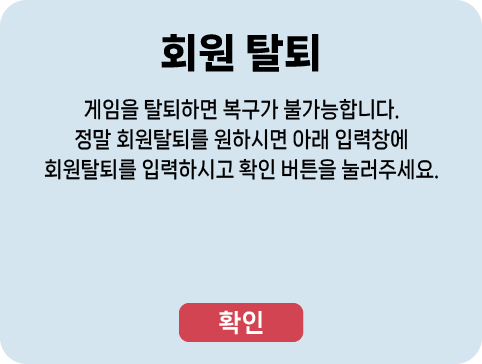 회원 탈퇴
게임을 탈퇴하면 복구가 불가능합니다.
정말 회원탈퇴를 원하시면 아래 입력창에
회원탈퇴를 입력하시고 확인 버튼을 눌러주세요.
확인